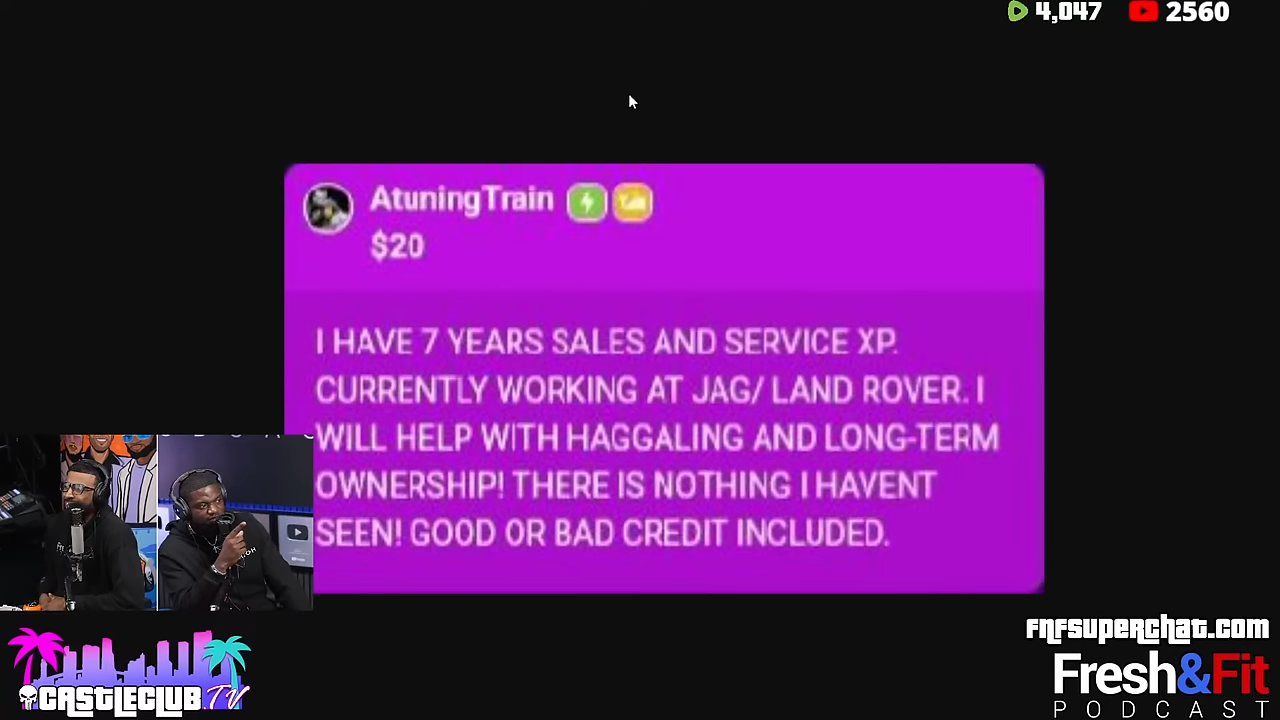 4,047 2560
AtuningTrain
$20
I HAVE 7 YEARS SALES AND SERVICE XP.
CURRENTLY WORKING AT JAG/ LAND ROVER. I
WILL HELP WITH HAGGALING AND LONG-TERM
OWNERSHIP! THERE IS NOTHING I HAVENT
SEEN! GOOD OR BAD CREDIT INCLUDED.
CASTLECLUB.TV
fnfsuperchat.com
Fresh&Fit
PODCAST